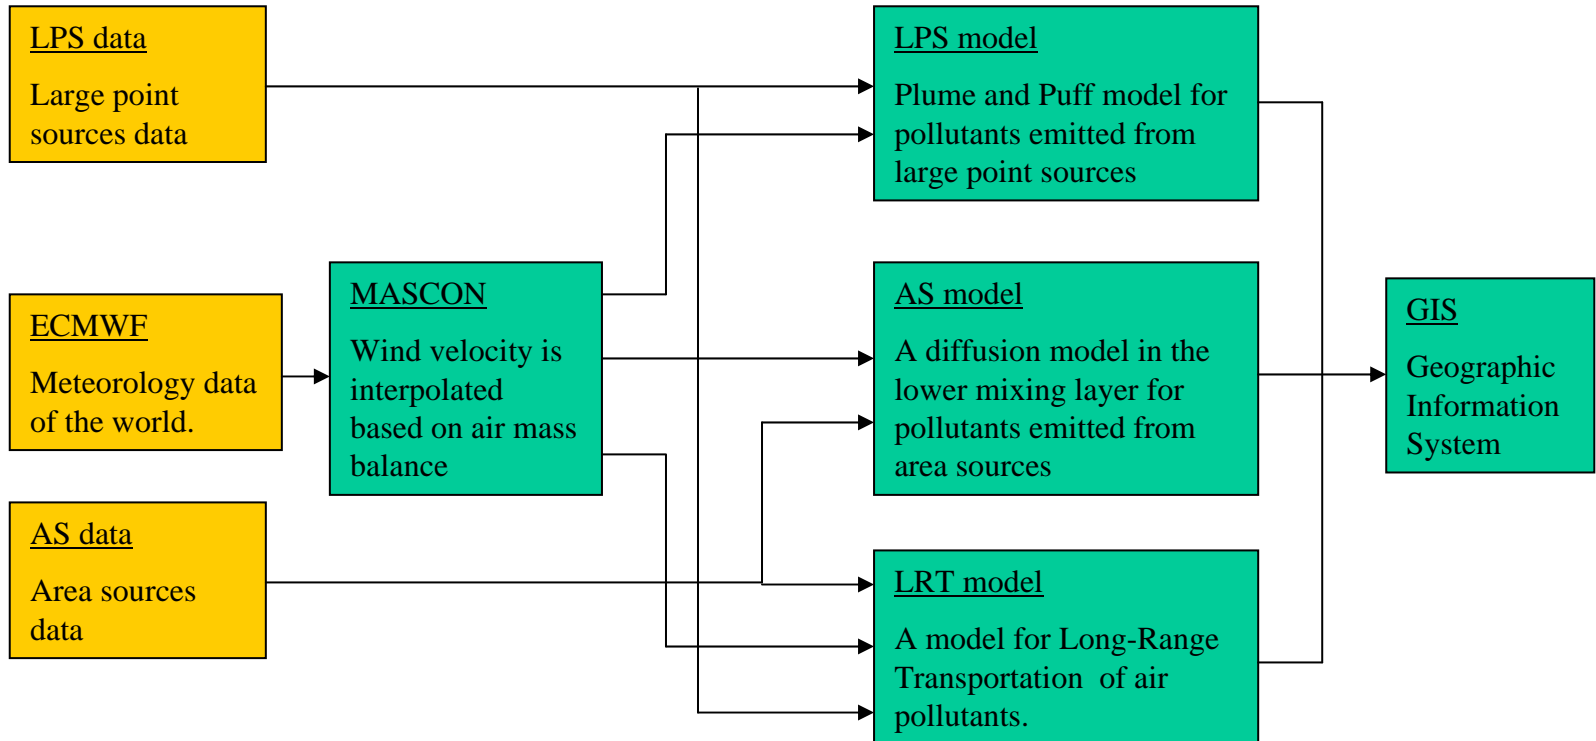 LPS data
Large point
sources data
LPS model
Plume and Puff model for
pollutants emitted from
large point sources
ECMWF
Meteorology data
of the world.
MASCON
Wind velocity is
interpolated
based on air mass
balance
AS model
A diffusion model in the
lower mixing layer for
pollutants emitted from
area sources
GIS
Geographic
Information
System
AS data
Area sources
data
LRT model
A model for Long-Range
Transportation of air
pollutants.